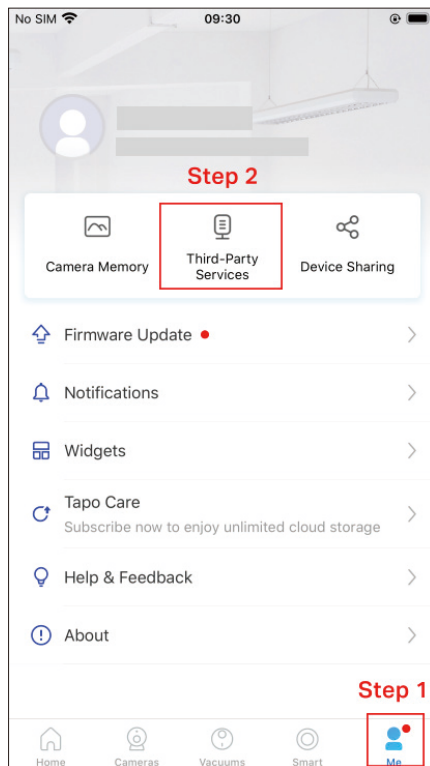 No SIM 09:30
Step 2
Camera Memory
Third-Party
Services
Device Sharing
Firmware Update
Notifications
Widgets
Tapo Care
Subscribe now to enjoy unlimited cloud storage
Help & Feedback
About
Step 1
Home Cameras Vacuums Smart Me